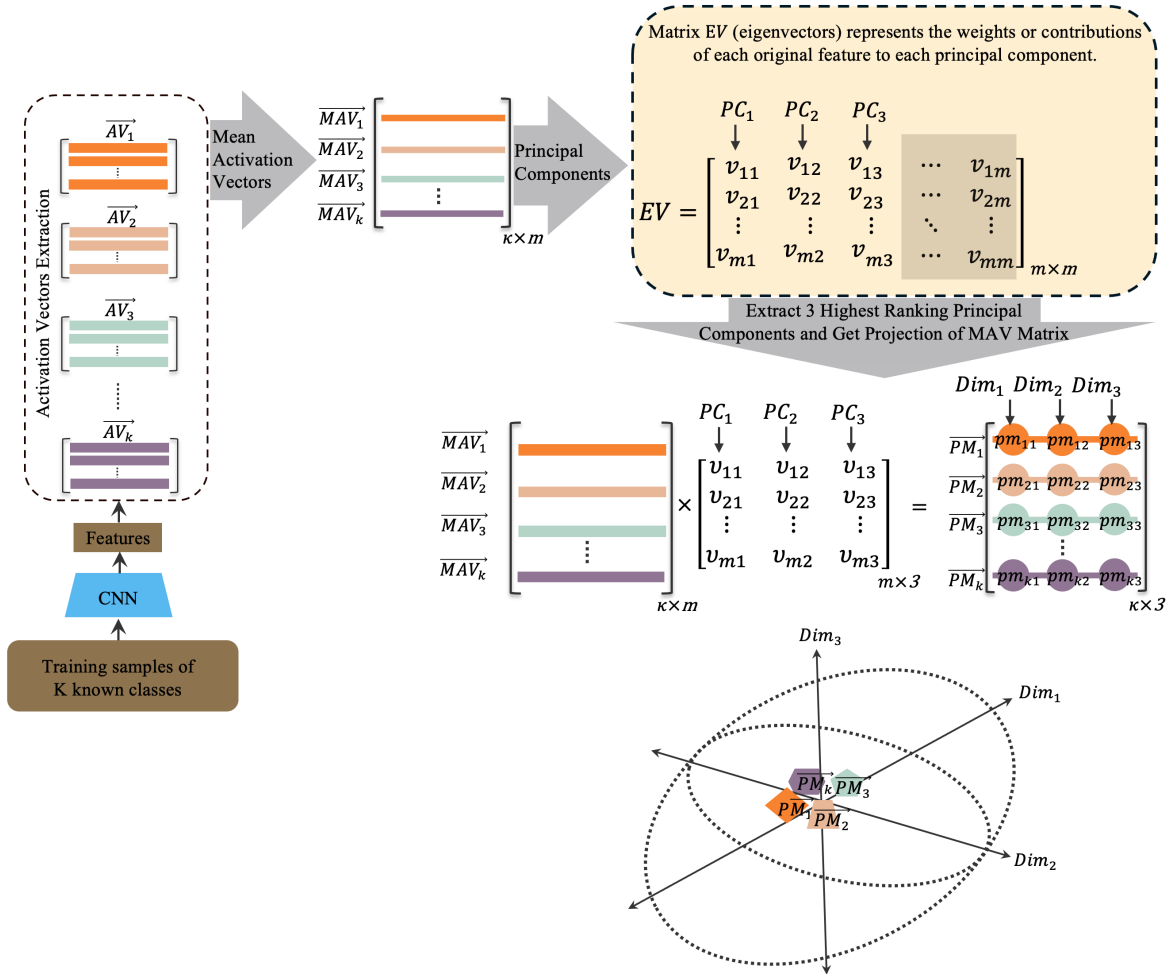 Matrix EV (eigenvectors) represents the weights or contributions
of each original feature to each principal component.
PC₁ PC₂ PC₃
EV =
v₁₁ v₁₂ v₁₃ ⋯ v₁ₘ
v₂₁ v₂₂ v₂₃ ⋯ v₂ₘ
⋮ ⋮ ⋮ ⋱ ⋮
vₘ₁ vₘ₂ vₘ₃ ⋯ vₘₘ
m×m
Activation Vectors Extraction
AV₁
AV₂
AV₃
AVₖ
Features
CNN
Training samples of
K known classes
Mean
Activation
Vectors
MAV₁
MAV₂
MAV₃
MAVₖ
κ×m
Principal
Components
Extract 3 Highest Ranking Principal
Components and Get Projection of MAV Matrix
MAV₁
MAV₂
MAV₃
MAVₖ
κ×m
×
PC₁ PC₂ PC₃
v₁₁ v₁₂ v₁₃
v₂₁ v₂₂ v₂₃
⋮ ⋮ ⋮
vₘ₁ vₘ₂ vₘ₃
m×3
=
Dim₁ Dim₂ Dim₃
PM₁ pm₁₁ pm₁₂ pm₁₃
PM₂ pm₂₁ pm₂₂ pm₂₃
PM₃ pm₃₁ pm₃₂ pm₃₃
PMₖ pmₖ₁ pmₖ₂ pmₖ₃
κ×3
Dim₃
Dim₁
PMₖ PM₃
PM₁ PM₂
Dim₂